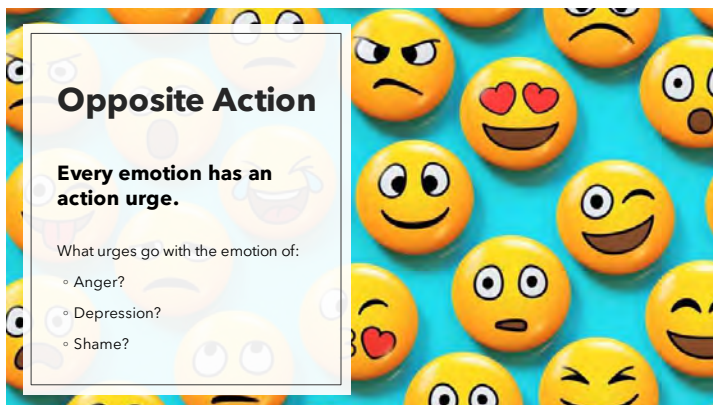 Opposite Action
Every emotion has an
action urge.
What urges go with the emotion of:
◦ Anger?
◦ Depression?
◦ Shame?